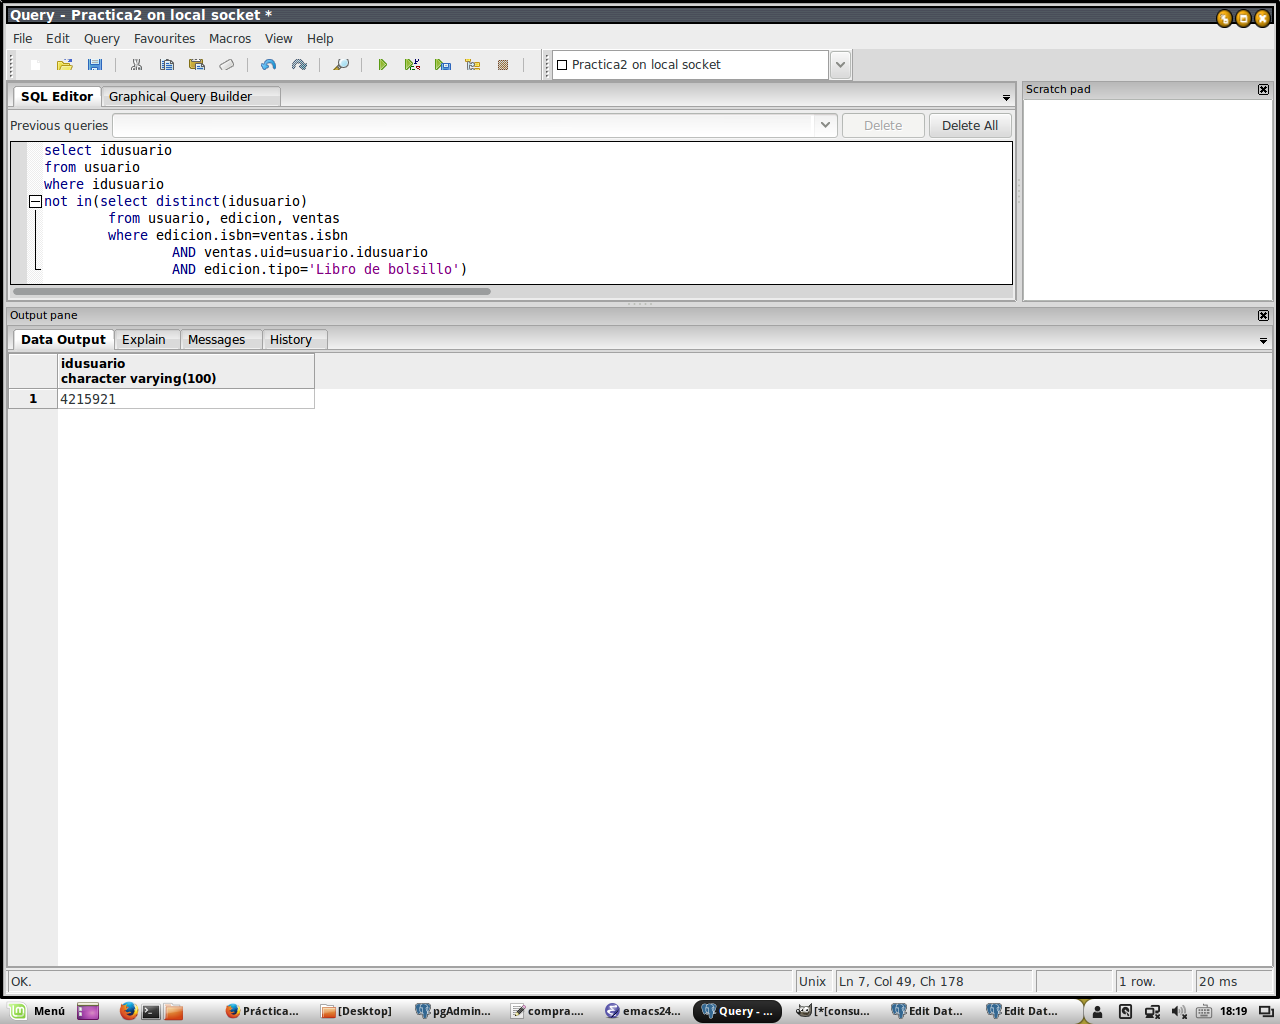 Query - Practica2 on local socket *
File Edit Query Favourites Macros View Help
Practica2 on local socket
SQL Editor Graphical Query Builder
Scratch pad
Previous queries Delete Delete All
select idusuario
from usuario
where idusuario
not in(select distinct(idusuario)
from usuario, edicion, ventas
where edicion.isbn=ventas.isbn
AND ventas.uid=usuario.idusuario
AND edicion.tipo='Libro de bolsillo')
Output pane
Data Output Explain Messages History
idusuario
character varying(100)
1 4215921
OK. Unix Ln 7, Col 49, Ch 178 1 row. 20 ms
Menú Práctica... [Desktop] pgAdmin... compra.... emacs24... Query - ... [*[consu... Edit Dat... Edit Dat... 18:19